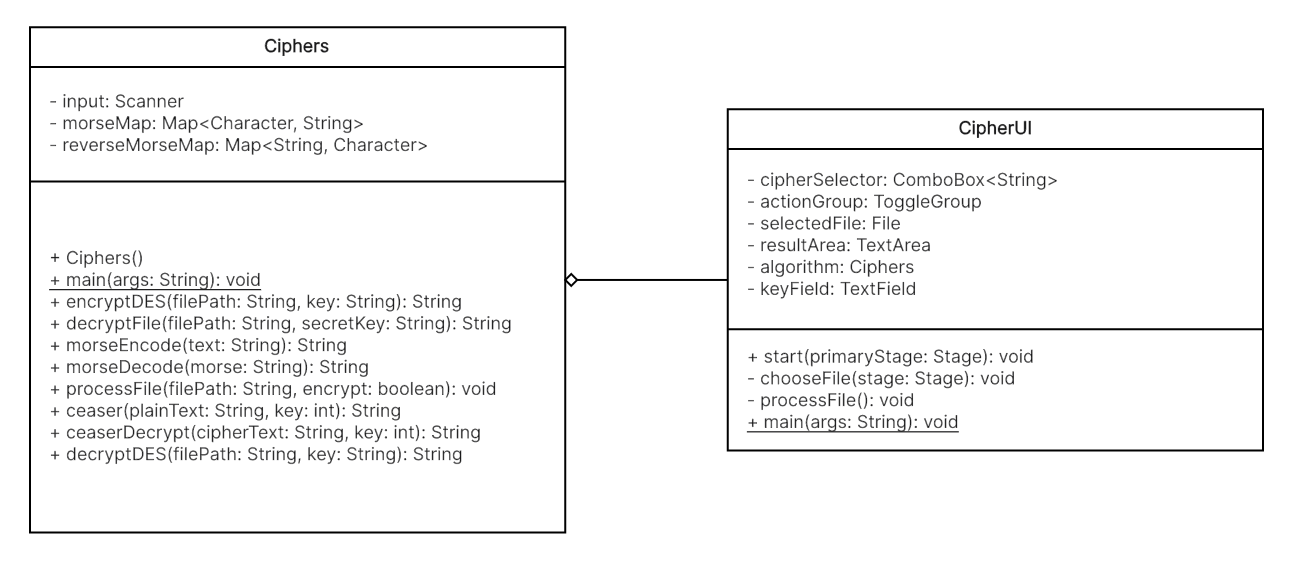 Ciphers
- input: Scanner
- morseMap: Map<Character, String>
- reverseMorseMap: Map<String, Character>
+ Ciphers()
+ main(args: String): void
+ encryptDES(filePath: String, key: String): String
+ decryptFile(filePath: String, secretKey: String): String
+ morseEncode(text: String): String
+ morseDecode(morse: String): String
+ processFile(filePath: String, encrypt: boolean): void
+ ceaser(plainText: String, key: int): String
+ ceaserDecrypt(cipherText: String, key: int): String
+ decryptDES(filePath: String, key: String): String
CipherUI
- cipherSelector: ComboBox<String>
- actionGroup: ToggleGroup
- selectedFile: File
- resultArea: TextArea
- algorithm: Ciphers
- keyField: TextField
+ start(primaryStage: Stage): void
- chooseFile(stage: Stage): void
- processFile(): void
+ main(args: String): void